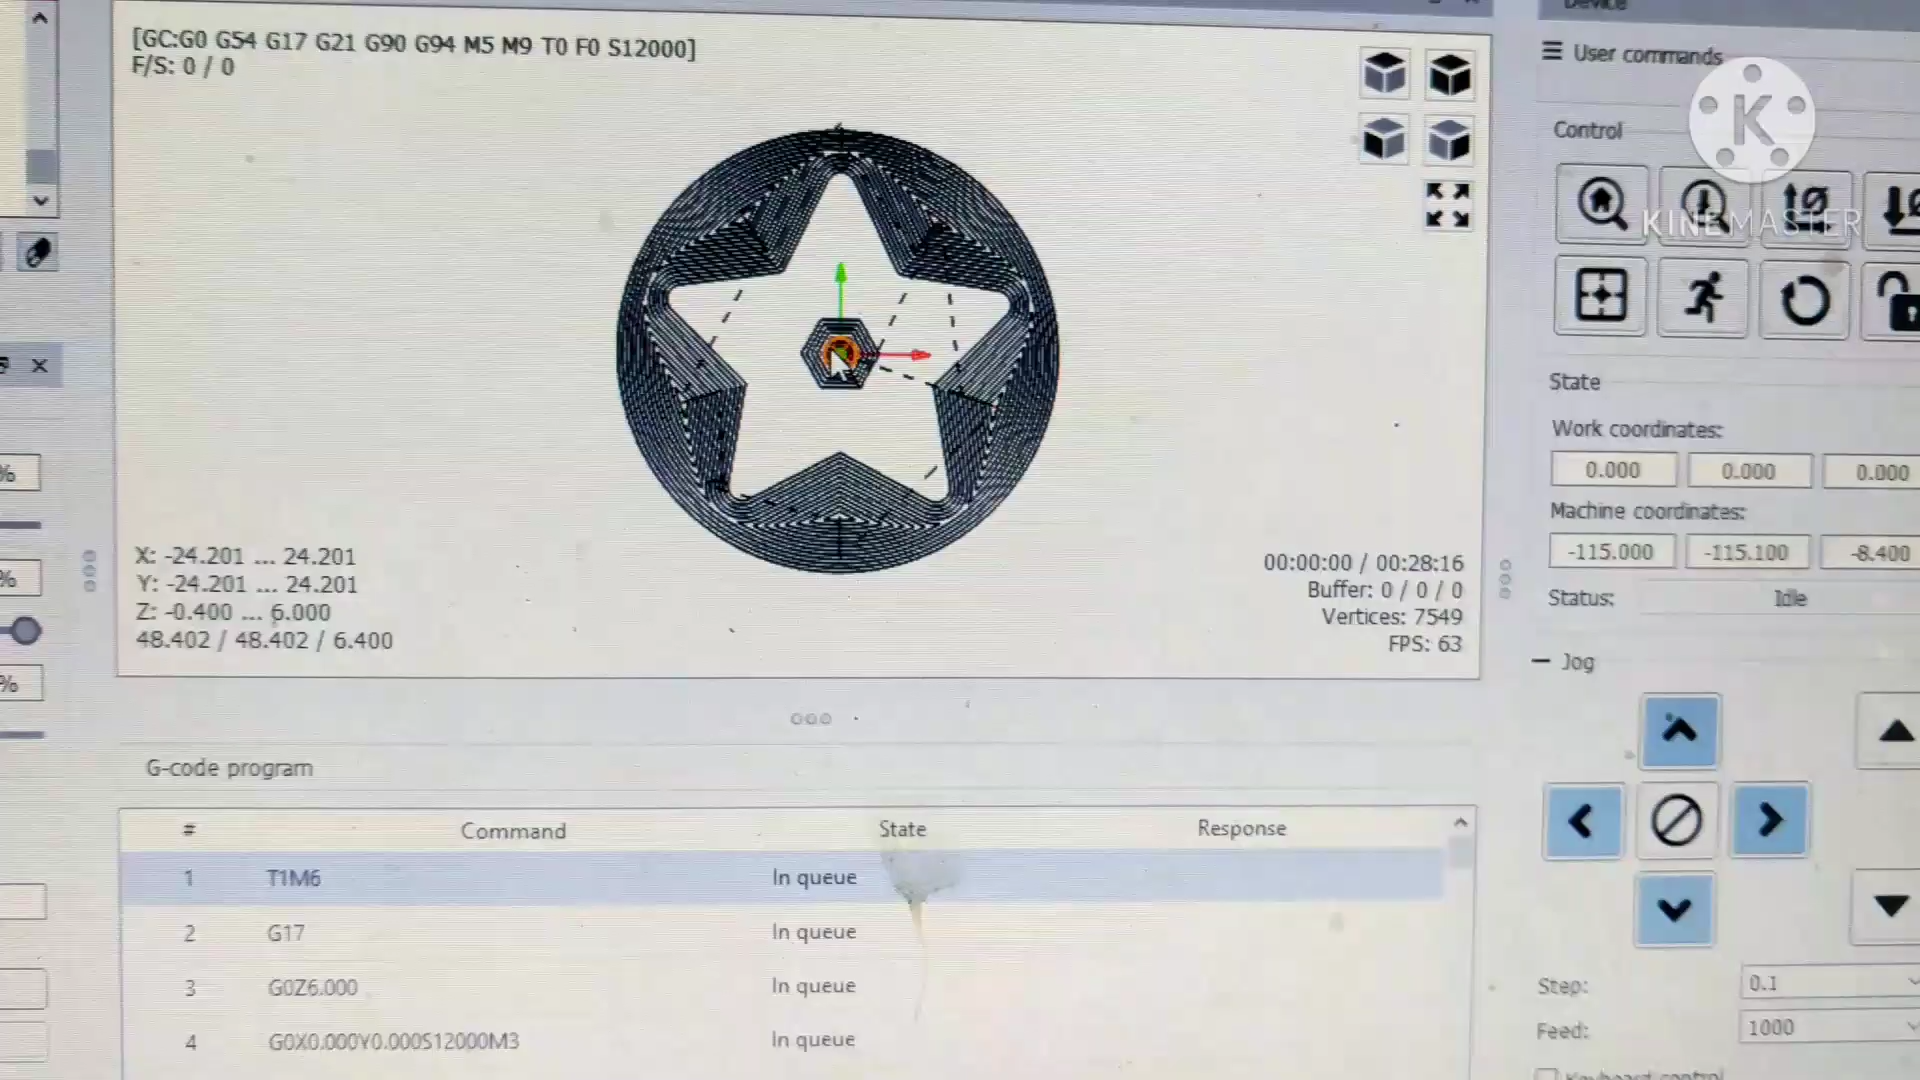 [GC:G0 G54 G17 G21 G90 G94 M5 M9 T0 F0 S12000]
F/S: 0 / 0
X: -24.201 ... 24.201
Y: -24.201 ... 24.201
Z: -0.400 ... 6.000
48.402 / 48.402 / 6.400
00:00:00 / 00:28:16
Buffer: 0 / 0 / 0
Vertices: 7549
FPS: 63
G-code program
# Command State Response
1 T1M6 In queue
2 G17 In queue
3 G0Z6.000 In queue
4 G0X0.000Y0.000S12000M3 In queue
%
%
%
Device
User commands
K
KINEMASTER
Control
State
Work coordinates:
0.000 0.000 0.000
Machine coordinates:
-115.000 -115.100 -8.400
Status: Idle
Jog
Step: 0.1
Feed: 1000
Keyboard control